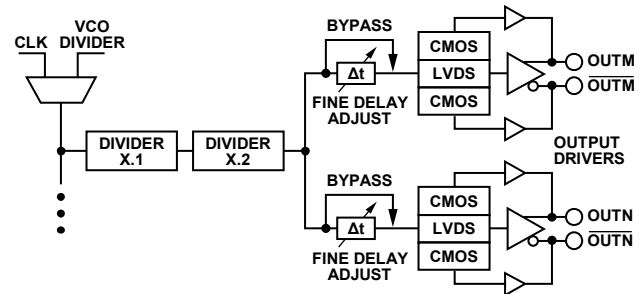 CLK
VCO
DIVIDER
DIVIDER
X.1
DIVIDER
X.2
BYPASS
Δt
FINE DELAY
ADJUST
CMOS
LVDS
CMOS
OUTM
OUTM
OUTPUT
DRIVERS
BYPASS
Δt
FINE DELAY
ADJUST
CMOS
LVDS
CMOS
OUTN
OUTN